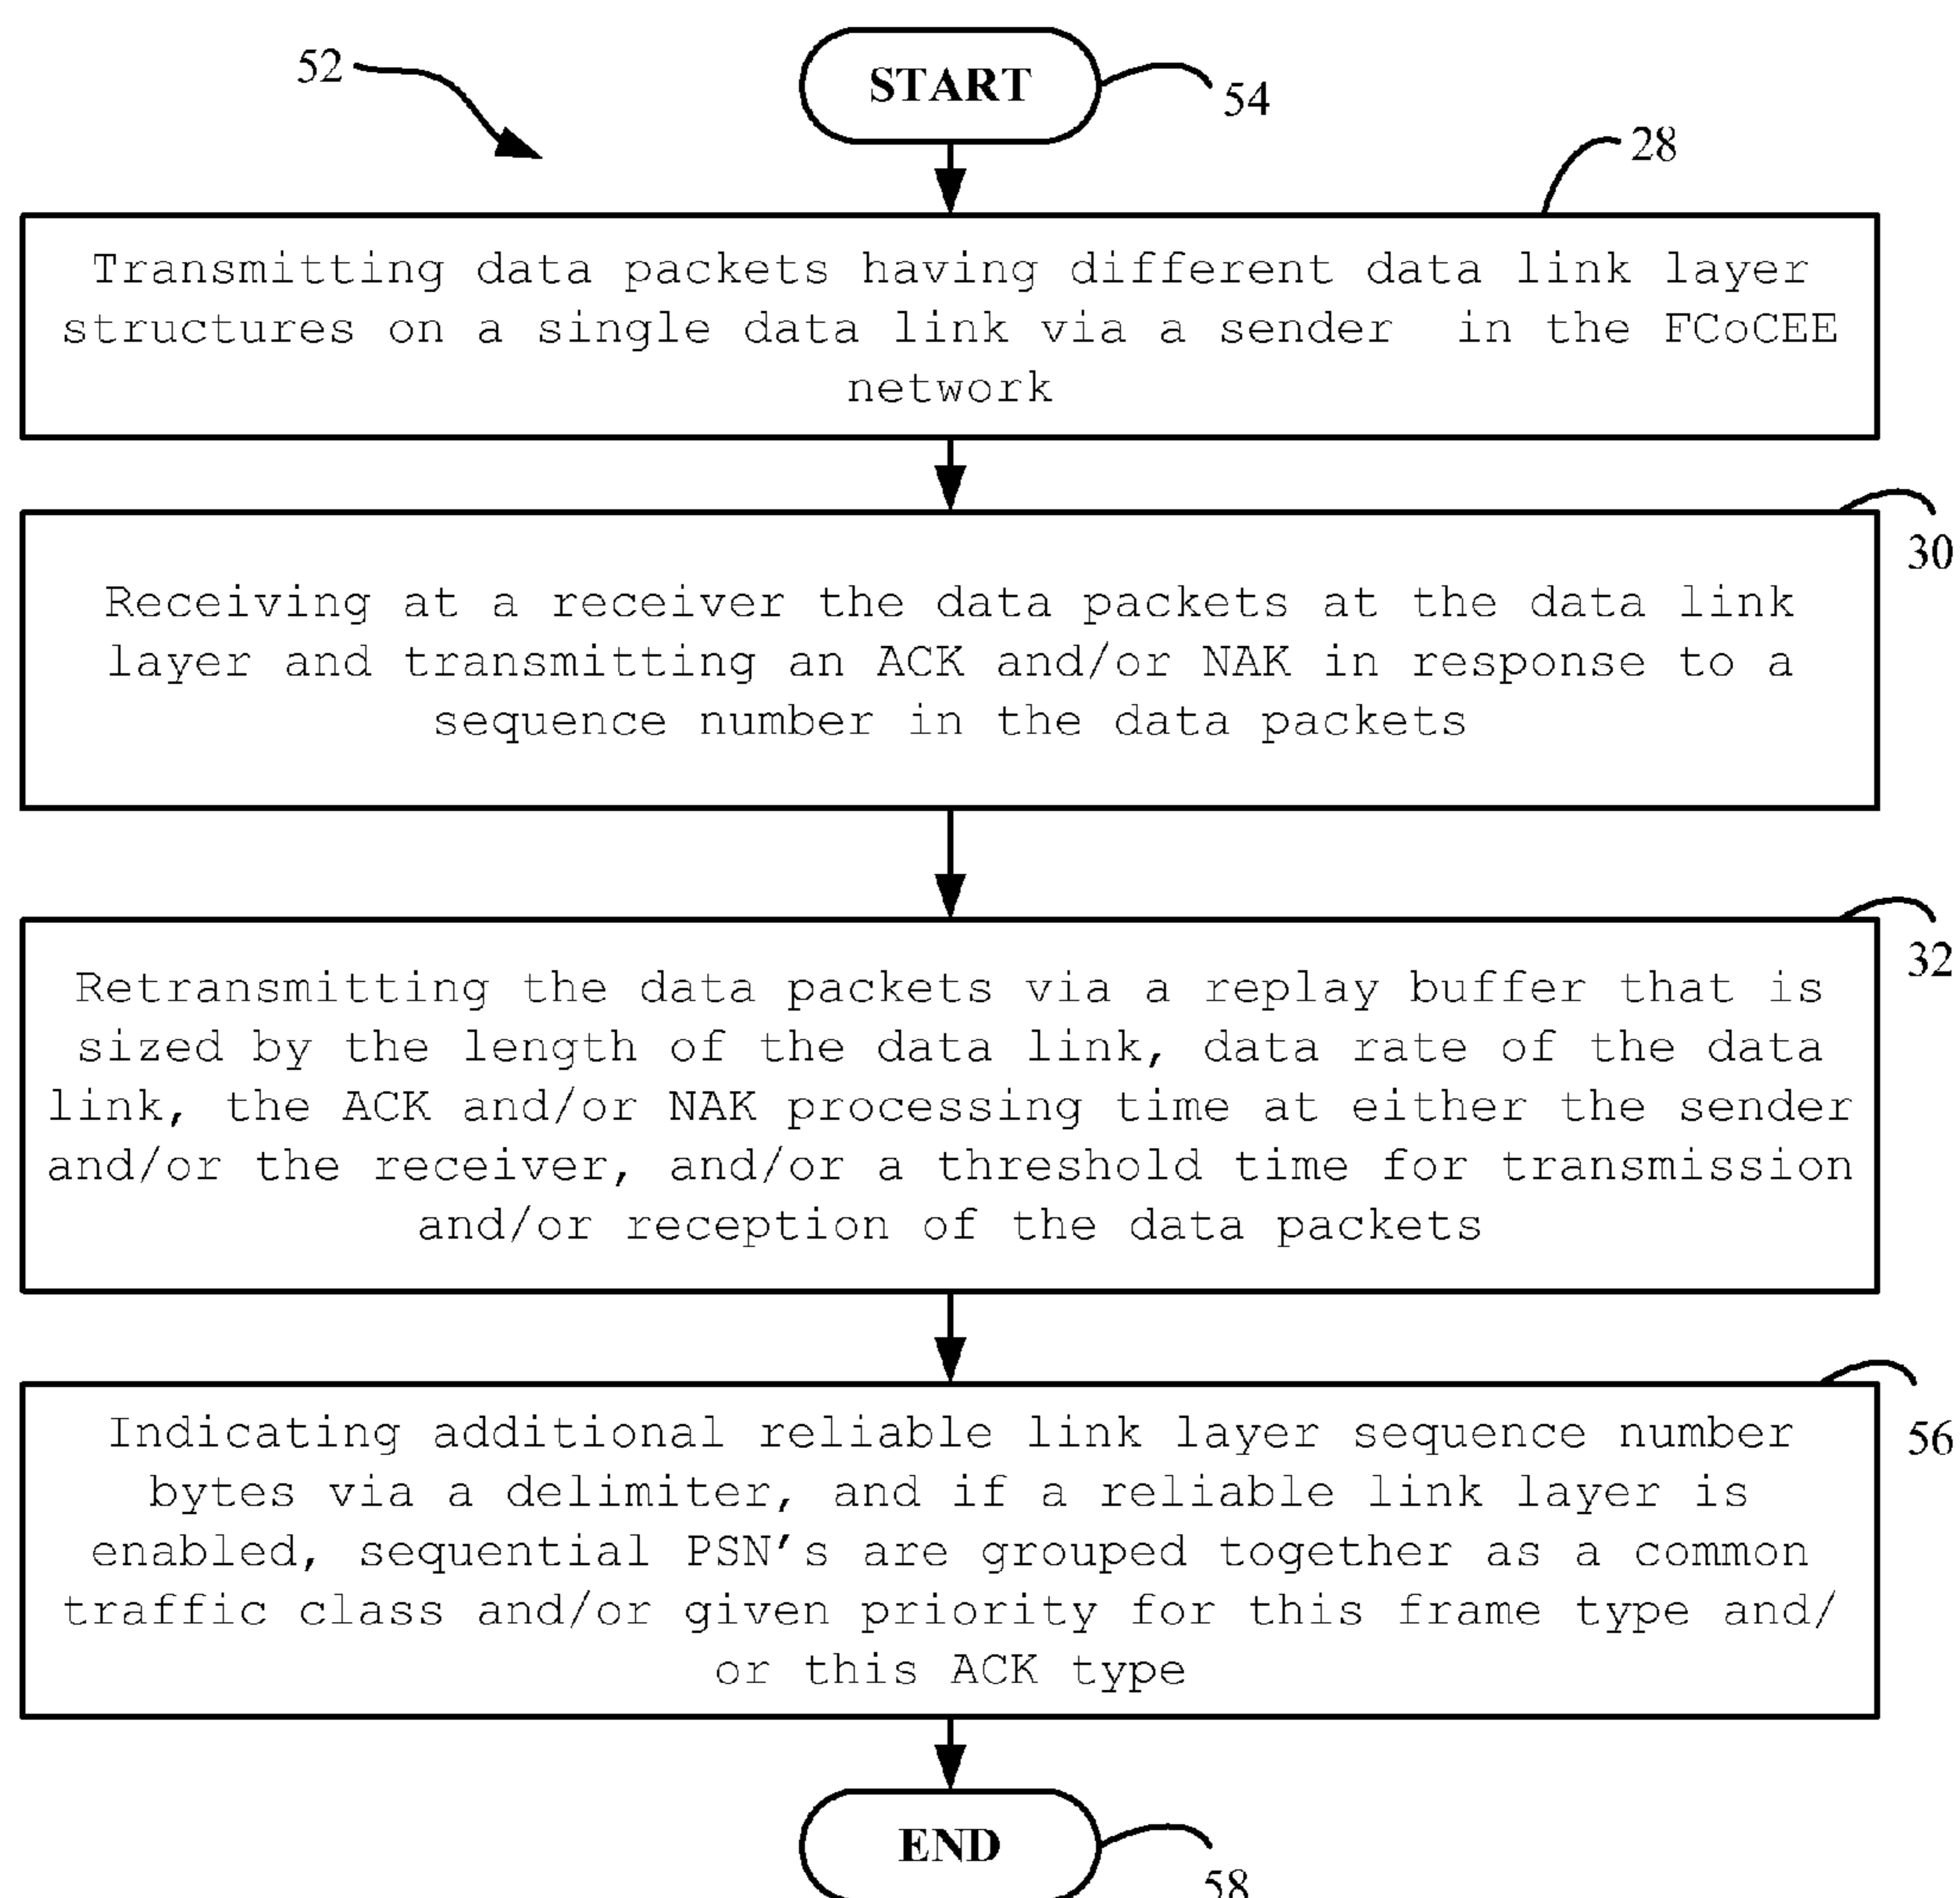 52
START
54
28
Transmitting data packets having different data link layer
structures on a single data link via a sender in the FCoCEE
network
30
Receiving at a receiver the data packets at the data link
layer and transmitting an ACK and/or NAK in response to a
sequence number in the data packets
32
Retransmitting the data packets via a replay buffer that is
sized by the length of the data link, data rate of the data
link, the ACK and/or NAK processing time at either the sender
and/or the receiver, and/or a threshold time for transmission
and/or reception of the data packets
56
Indicating additional reliable link layer sequence number
bytes via a delimiter, and if a reliable link layer is
enabled, sequential PSN's are grouped together as a common
traffic class and/or given priority for this frame type and/
or this ACK type
END
58